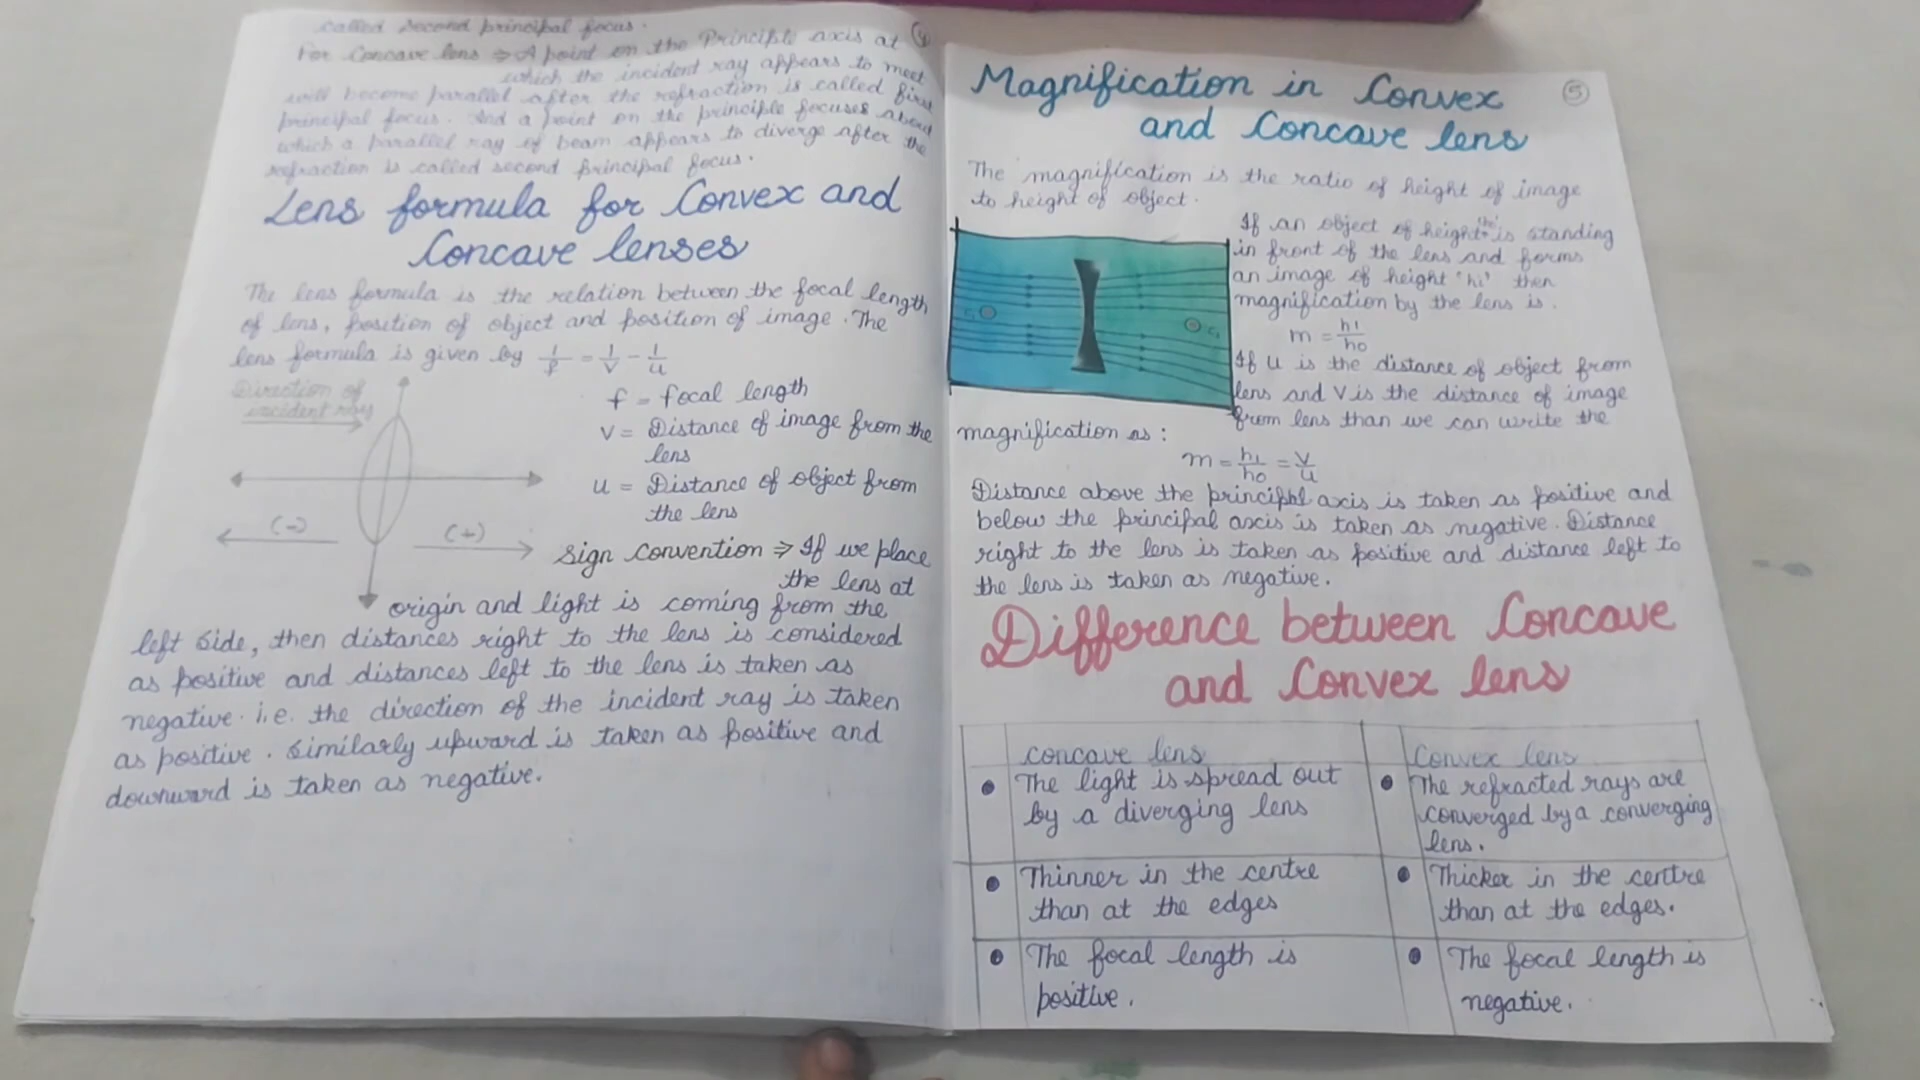 called second principal focus.
For Concave lens ⇒ A point on the Principle axis at
which the incident ray appears to meet
will become parallel after the refraction is called first
principal focus. And a point on the principle focuses about
which a parallel ray of beam appears to diverge after the
refraction is called second principal focus.
4
Lens formula for Convex and
Concave lenses
The lens formula is the relation between the focal length
of lens, position of object and position of image. The
lens formula is given by 1/f = 1/v - 1/u
Direction of
incident ray
(-)
(+)
f = focal length
v = Distance of image from the
lens
u = Distance of object from
the lens
Sign convention ⇒ If we place
the lens at
origin and light is coming from the
left side, then distances right to the lens is considered
as positive and distances left to the lens is taken as
negative. i.e. the direction of the incident ray is taken
as positive. Similarly upward is taken as positive and
downward is taken as negative.
5
Magnification in Convex
and Concave lens
The magnification is the ratio of height of image
to height of object.
If an object of height 'ho' is standing
in front of the lens and forms
an image of height 'hi' then
magnification by the lens is.
m = hi/ho
If u is the distance of object from
lens and V is the distance of image
from lens than we can write the
magnification as :
m = hi/ho = v/u
Distance above the principal axis is taken as positive and
below the principal axis is taken as negative. Distance
right to the lens is taken as positive and distance left to
the lens is taken as negative.
Difference between Concave
and Convex lens
concave lens
The light is spread out
by a diverging lens
Thinner in the centre
than at the edges
The focal length is
positive.
Convex lens
The refracted rays are
converged by a converging
lens.
Thicker in the centre
than at the edges.
The focal length is
negative.